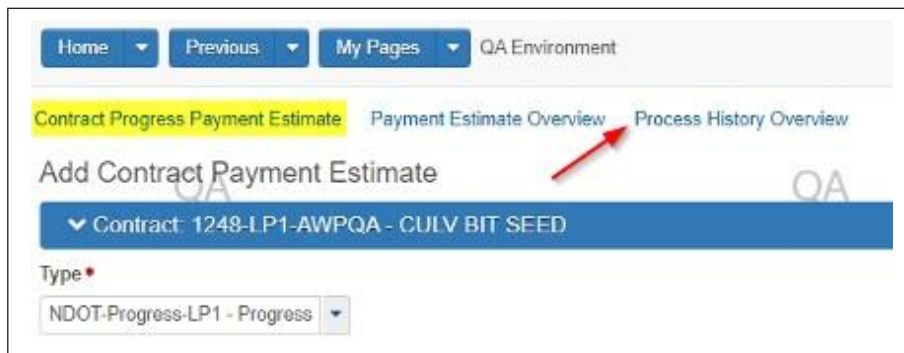 Home Previous My Pages QA Environment
Contract Progress Payment Estimate Payment Estimate Overview Process History Overview
Add Contract Payment Estimate
QA QA
Contract: 1248-LP1-AWPQA - CULV BIT SEED
Type
NDOT-Progress-LP1 - Progress